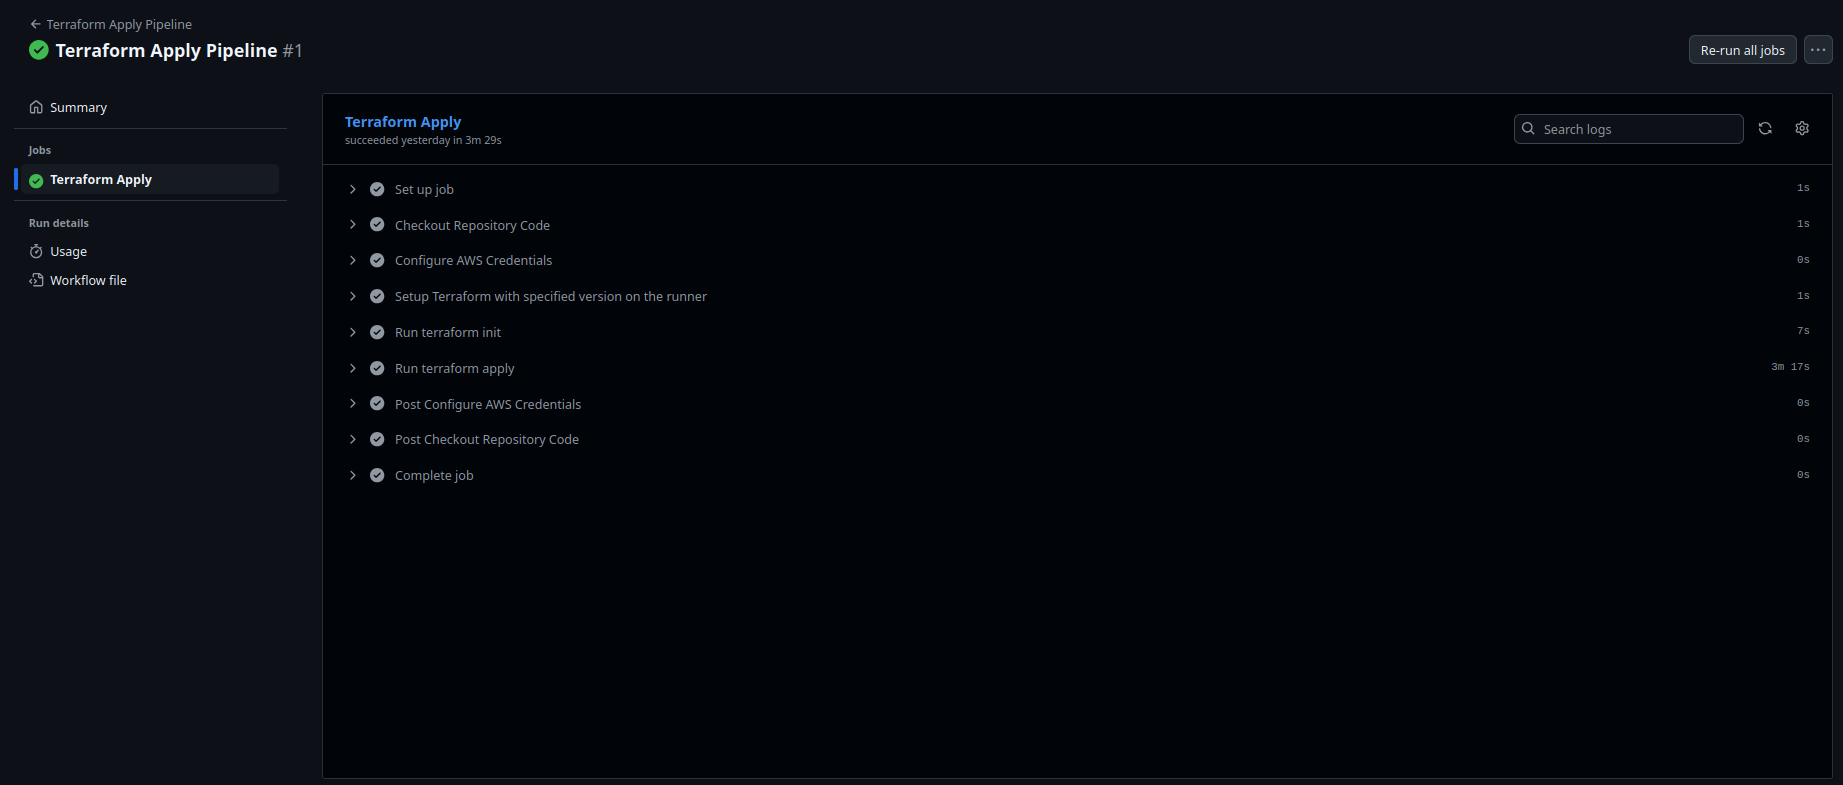 Terraform Apply Pipeline
Terraform Apply Pipeline #1
Re-run all jobs
Summary
Jobs
Terraform Apply
Run details
Usage
Workflow file
Terraform Apply
succeeded yesterday in 3m 29s
Search logs
Set up job 1s
Checkout Repository Code 1s
Configure AWS Credentials 0s
Setup Terraform with specified version on the runner 1s
Run terraform init 7s
Run terraform apply 3m 17s
Post Configure AWS Credentials 0s
Post Checkout Repository Code 0s
Complete job 0s